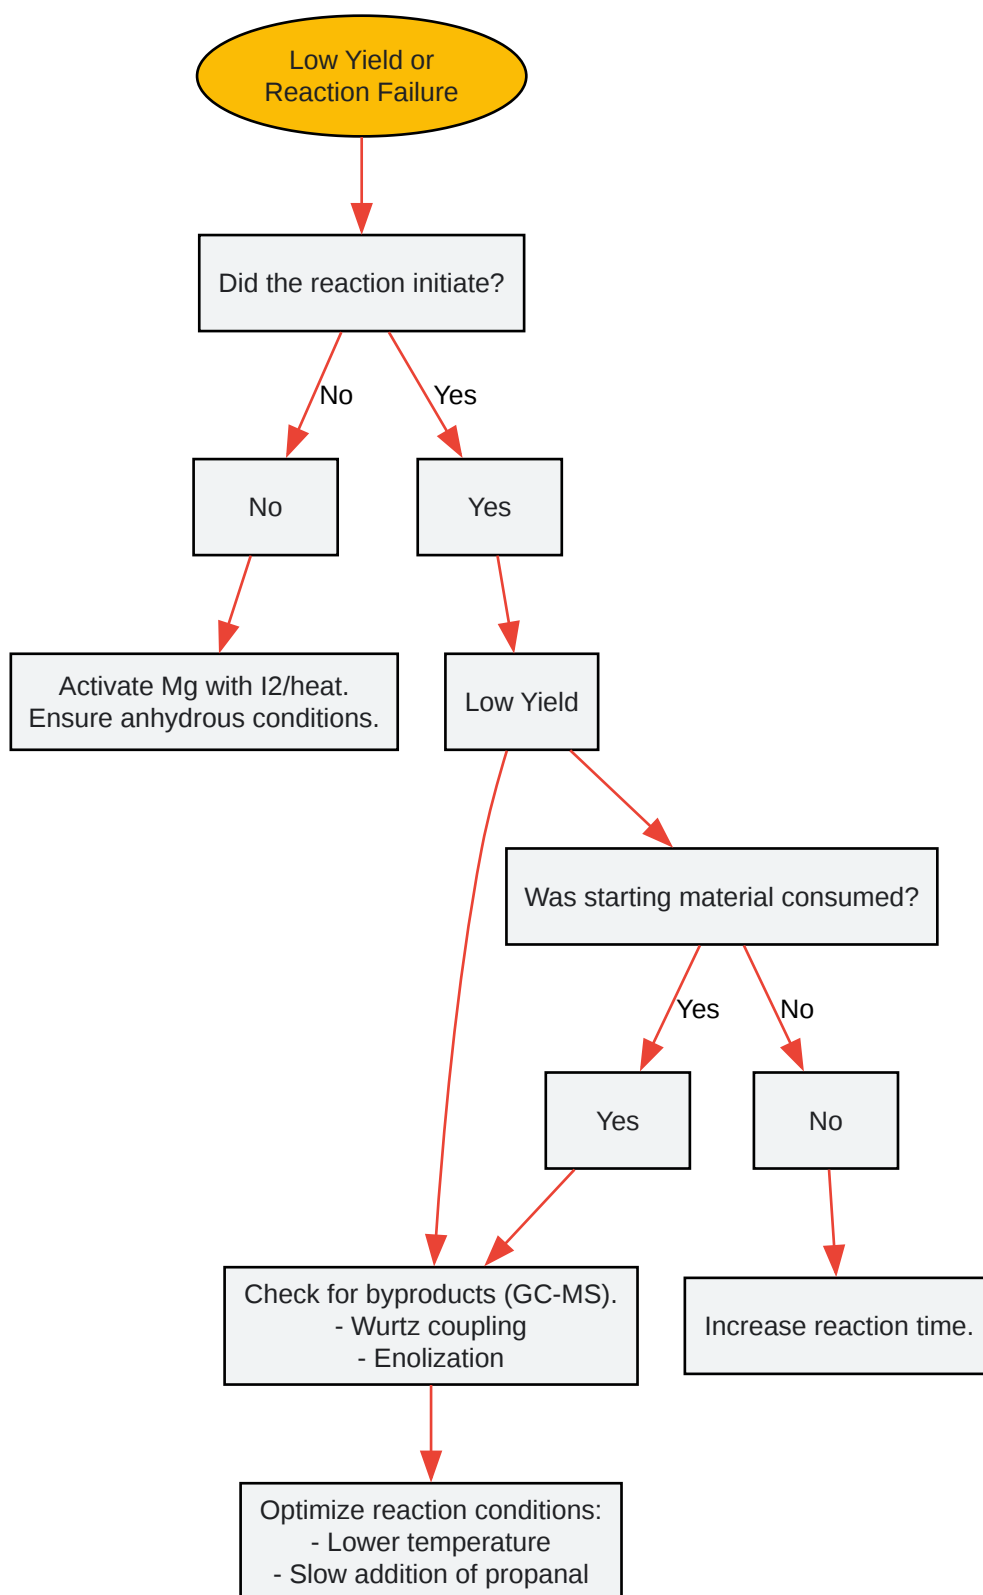 Low Yield or
Reaction Failure
Did the reaction initiate?
No
Yes
No
Yes
Activate Mg with I2/heat.
Ensure anhydrous conditions.
Low Yield
Was starting material consumed?
Yes
No
Yes
No
Check for byproducts (GC-MS).
- Wurtz coupling
- Enolization
Increase reaction time.
Optimize reaction conditions:
- Lower temperature
- Slow addition of propanal